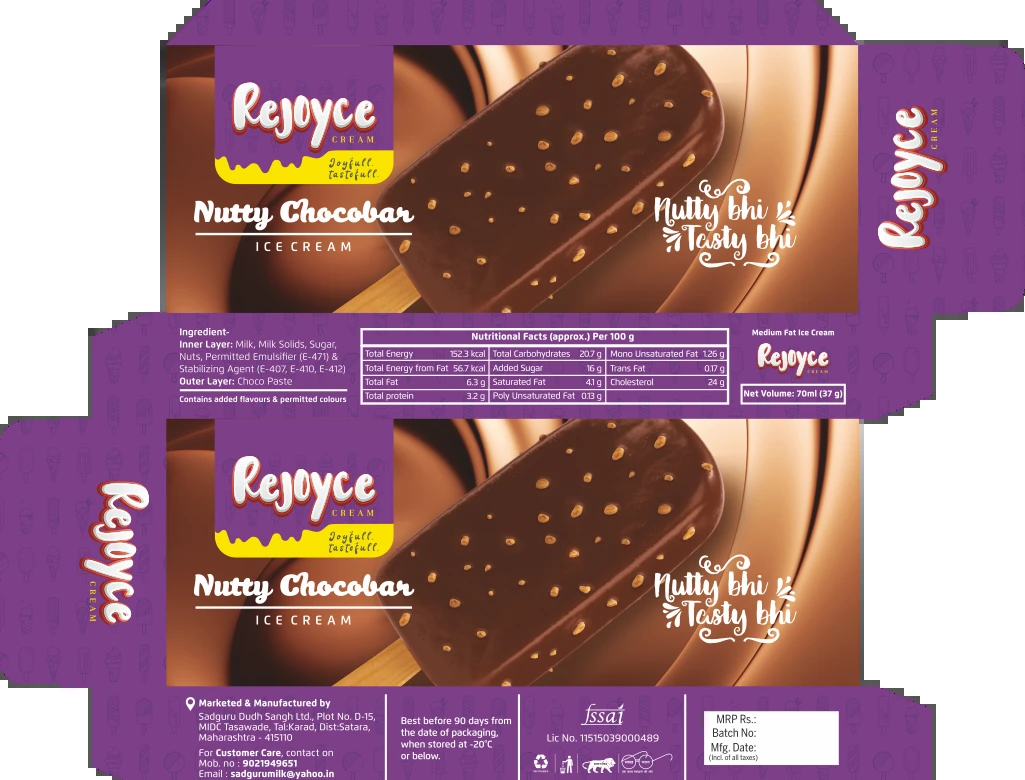 Rejoyce
CREAM
Joyfull.
tastefull.
Nutty Chocobar
ICE CREAM
Nutty bhi
Tasty bhi
Rejoyce
CREAM
Ingredient-
Inner Layer: Milk, Milk Solids, Sugar,
Nuts, Permitted Emulsifier (E-471) &
Stabilizing Agent (E-407, E-410, E-412)
Outer Layer: Choco Paste
Contains added flavours & permitted colours
Nutritional Facts (approx.) Per 100 g
Total Energy 152.3 kcal Total Carbohydrates 20.7 g Mono Unsaturated Fat 1.26 g
Total Energy from Fat 56.7 kcal Added Sugar 16 g Trans Fat 0.17 g
Total Fat 6.3 g Saturated Fat 4.1 g Cholesterol 24 g
Total protein 3.2 g Poly Unsaturated Fat 0.13 g
Medium Fat Ice Cream
Rejoyce
CREAM
Net Volume: 70ml (37 g)
Rejoyce
CREAM
Rejoyce
CREAM
Joyfull.
tastefull.
Nutty Chocobar
ICE CREAM
Nutty bhi
Tasty bhi
Marketed & Manufactured by
Sadguru Dudh Sangh Ltd., Plot No. D-15,
MIDC Tasawade, Tal:Karad, Dist:Satara,
Maharashtra - 415110
For Customer Care, contact on
Mob. no : 9021949651
Email : sadgurumilk@yahoo.in
Best before 90 days from
the date of packaging,
when stored at -20°C
or below.
fssai
Lic No. 11515039000489
MRP Rs.:
Batch No:
Mfg. Date:
(Incl. of all taxes)